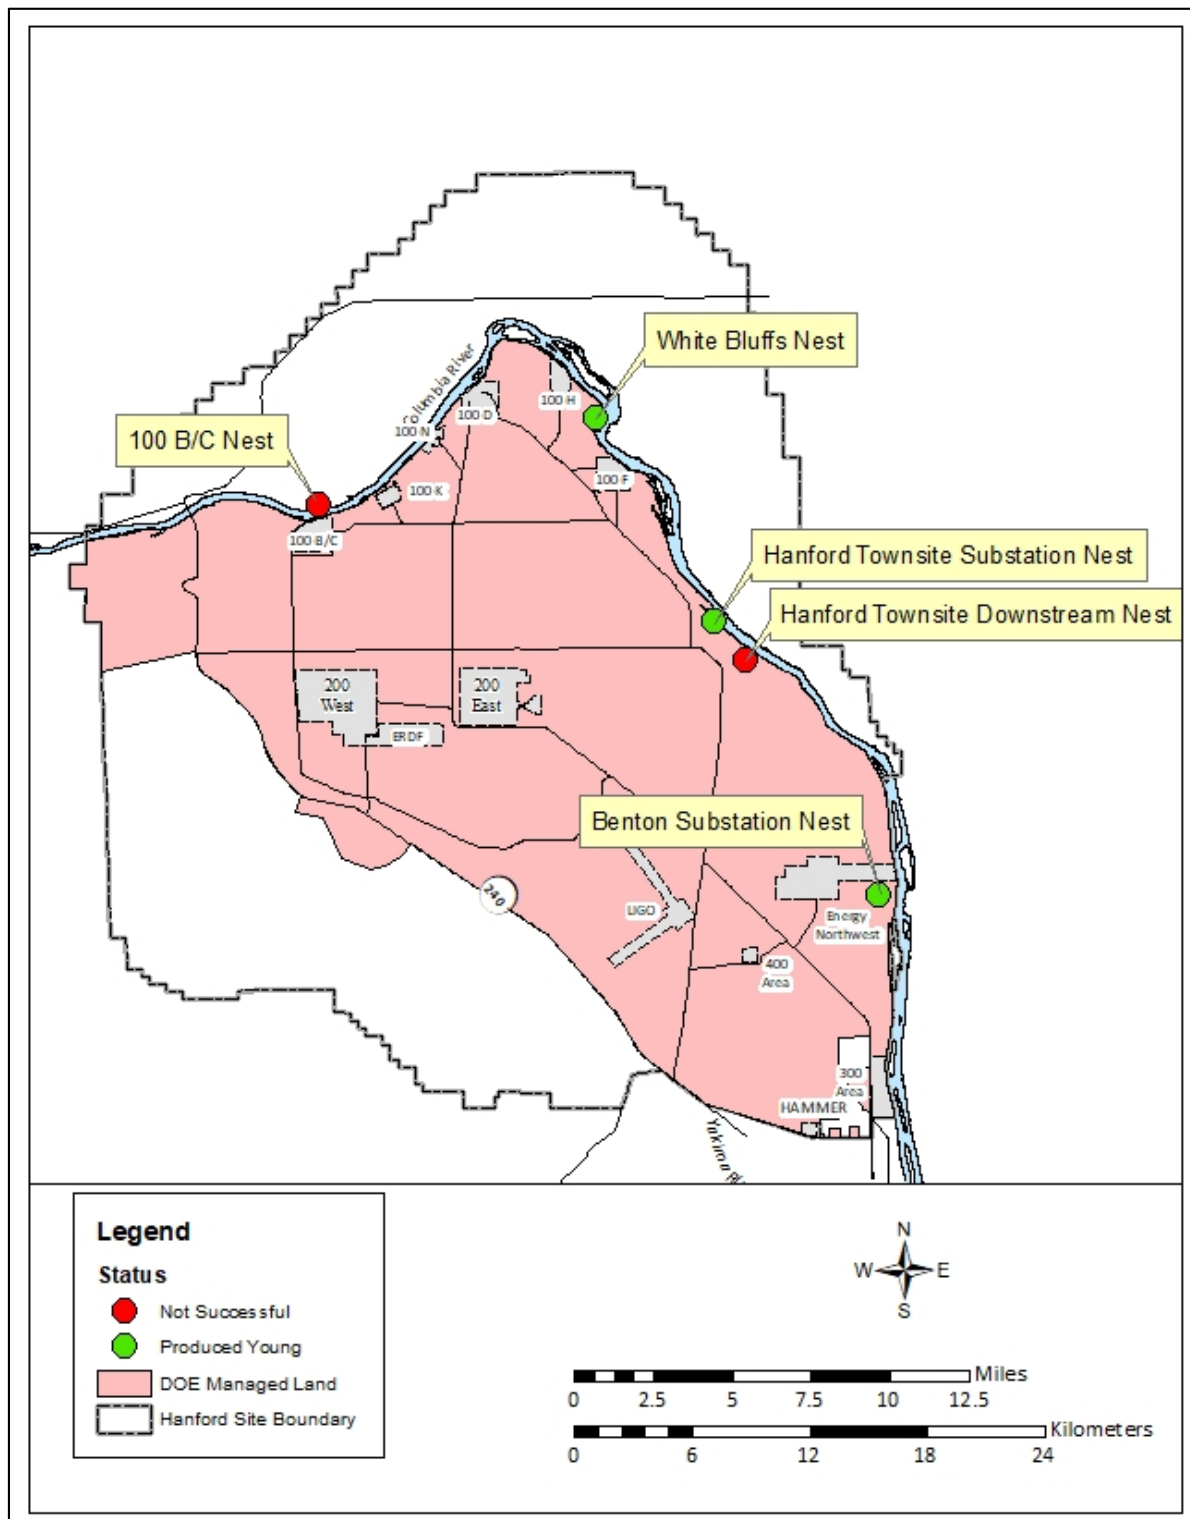 White Bluffs Nest
Columbia River
100 H
100 D
100 N
100 B/C Nest
100 F
100 K
100 B/C
Hanford Townsite Substation Nest
Hanford Townsite Downstream Nest
200
West
200
East
ERDF
Benton Substation Nest
240
LIGO
Energy
Northwest
400
Area
300
Area
HAMMER
Yakima
Legend
Status
Not Successful
Produced Young
DOE Managed Land
Hanford Site Boundary
N
W
E
S
Miles
0
2.5
5
7.5
10
12.5
Kilometers
0
6
12
18
24